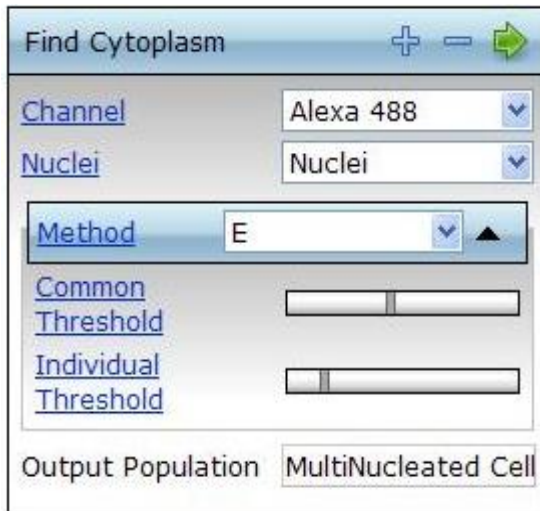 Find Cytoplasm
Channel Alexa 488
Nuclei Nuclei
Method E
Common
Threshold
Individual
Threshold
Output Population MultiNucleated Cell